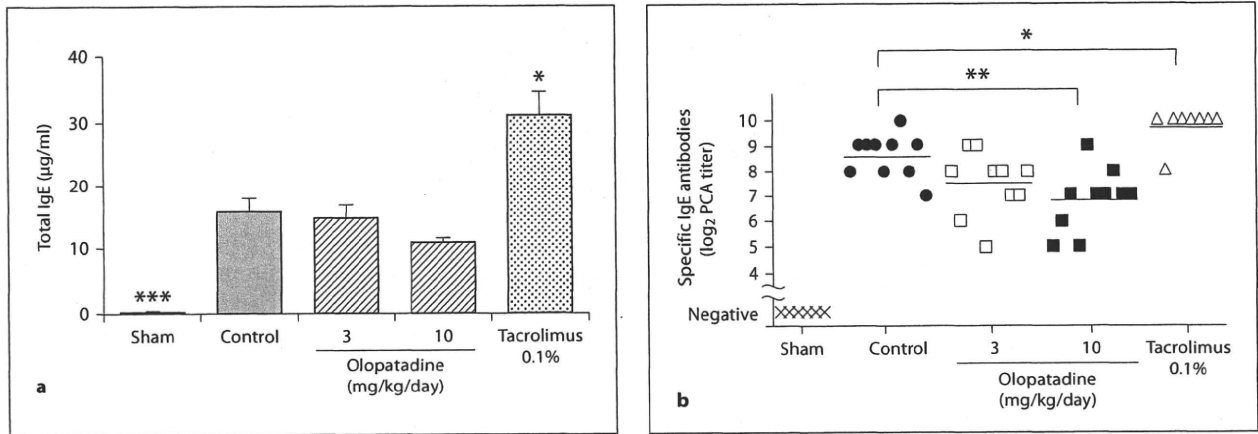 40
30
20
10
0
Total IgE (µg/ml)
***
*
Sham
Control
3
10
Tacrolimus
0.1%
Olopatadine
(mg/kg/day)
a
*
**
10
9
8
7
6
5
4
Negative
Specific IgE antibodies
(log₂ PCA titer)
Sham
Control
3
10
Tacrolimus
0.1%
Olopatadine
(mg/kg/day)
b